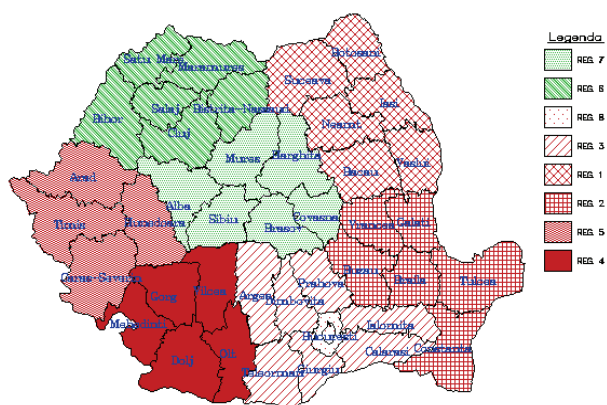 Legenda
REG. 7
REG. 6
REG. 8
REG. 3
REG. 1
REG. 2
REG. 5
REG. 4
Botosani
Satu Mare
Maramures
Suceava
Iasi
Salaj
Bistrita-Nasaud
Bihor
Neamt
Cluj
Mures
Harghita
Bacau
Vaslui
Arad
Alba
Timis
Hunedoara
Sibiu
Brasov
Covasna
Vrancea
Galati
Caras-Severin
Gorj
Vilcea
Arges
Prahova
Buzau
Braila
Tulcea
Dimbovita
Mehedinti
Bucuresti
Ialomita
Calarasi
Constanta
Dolj
Olt
Teleorman
Giurgiu